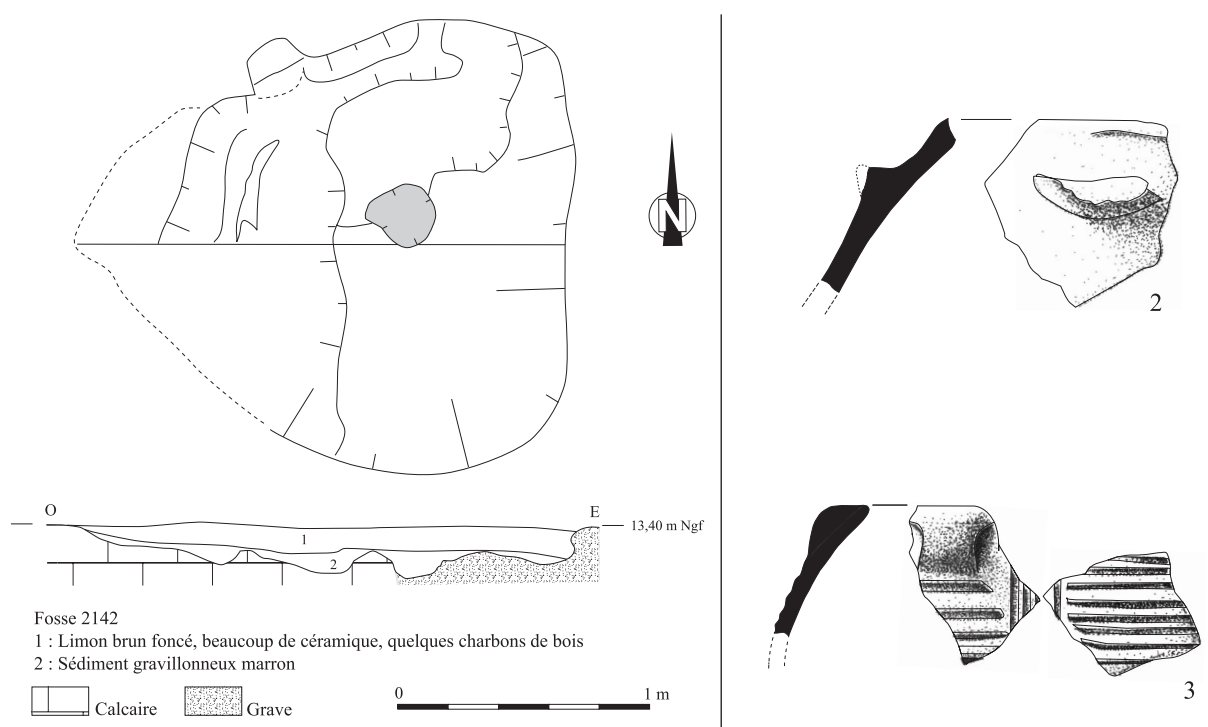 N
2
O
E
13,40 m Ngf
1
2
Fosse 2142
1 : Limon brun foncé, beaucoup de céramique, quelques charbons de bois
2 : Sédiment gravillonneux marron
Calcaire
Grave
0
1 m
3